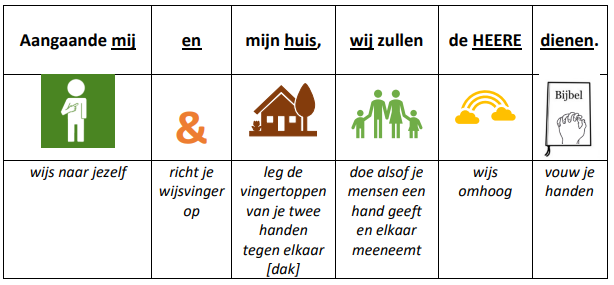 Aangaande mij
en
mijn huis,
wij zullen
de HEERE
dienen.
&
Bijbel
wijs naar jezelf
richt je
wijsvinger
op
leg de
vingertoppen
van je twee
handen
tegen elkaar
[dak]
doe alsof je
mensen een
hand geeft
en elkaar
meeneemt
wijs
omhoog
vouw je
handen